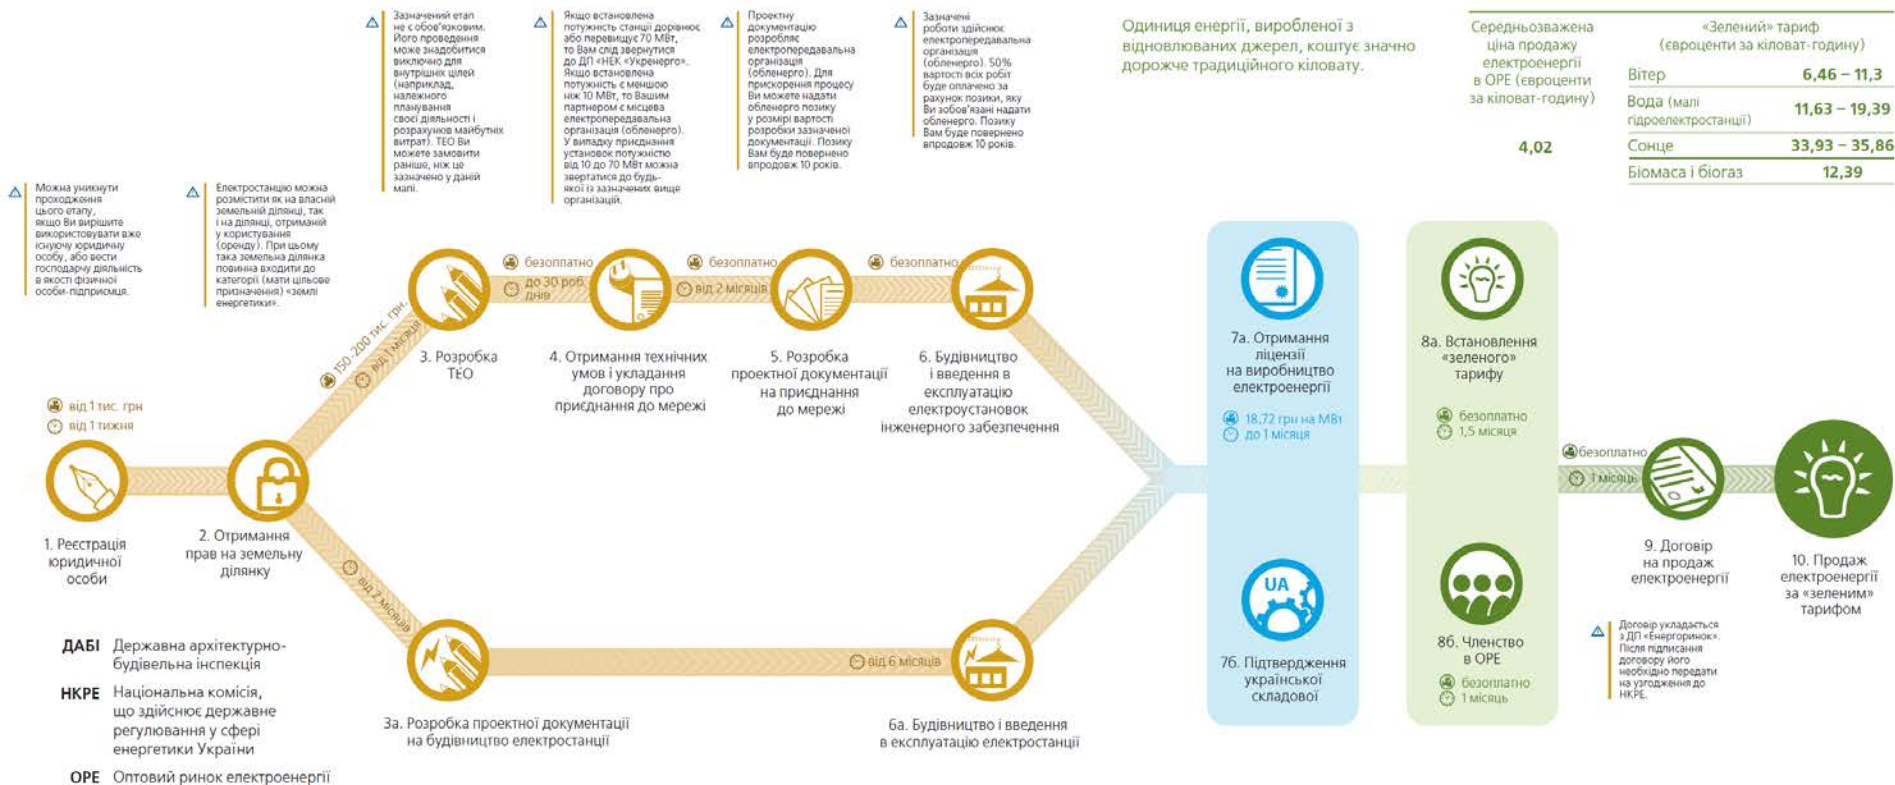 Зазначений етап
не є обов'язковим.
Його проведення
може знадобитися
виключно для
внутрішніх цілей
(наприклад,
належного
планування
своєї діяльності і
розрахунків майбутніх
витрат). ТЕО Ви
можете замовити
раніше, ніж це
зазначено у даній
мапі.
Якщо встановлена
потужність станції дорівнює
або перевищує 70 МВт,
то Вам слід звернутися
до ДП «НЕК «Укренерго».
Якщо встановлена
потужність є меншою
ніж 10 МВт, то Вашим
партнером є місцева
електропередавальна
організація (обленерго).
У випадку приєднання
установок потужністю
від 10 до 70 МВт можна
звертатися до будь-
якої із зазначених вище
організацій.
Проектну
документацію
розробляє
електропередавальна
організація
(обленерго). Для
прискорення процесу
Ви можете надати
обленерго позику
у розмірі вартості
розробки зазначеної
документації. Позику
Вам буде повернено
впродовж 10 років.
Зазначені
роботи здійснює
електропередавальна
організація
(обленерго). 50%
вартості всіх робіт
буде оплачено за
рахунок позики, яку
Ви зобов'язані надати
обленерго. Позику
Вам буде повернено
впродовж 10 років.
Одиниця енергії, виробленої з
відновлюваних джерел, коштує значно
дорожче традиційного кіловату.
Середньозважена
ціна продажу
електроенергії
в ОРЕ (євроценти
за кіловат-годину)
4,02
«Зелений» тариф
(євроценти за кіловат-годину)
Вітер 6,46 – 11,3
Вода (малі
гідроелектростанції) 11,63 – 19,39
Сонце 33,93 – 35,86
Біомаса і біогаз 12,39
Можна уникнути
проходження
цього етапу,
якщо Ви вирішите
використовувати вже
існуючу юридичну
особу, або вести
господарчу діяльність
в якості фізичної
особи-підприємця.
Електростанцію можна
розмістити як на власній
земельній ділянці, так
і на ділянці, отриманій
у користування
(оренду). При цьому
така земельна ділянка
повинна входити до
категорії (мати цільове
призначення) «землі
енергетики».
від 1 тис. грн
від 1 тижня
1. Реєстрація
юридичної
особи
2. Отримання
прав на земельну
ділянку
150-200 тис. грн.
від 1 місяця
3. Розробка
ТЕО
безоплатно
до 30 роб.
днів
4. Отримання технічних
умов і укладання
договору про
приєднання до мережі
безоплатно
від 2 місяців
5. Розробка
проектної документації
на приєднання
до мережі
безоплатно
6. Будівництво
і введення в
експлуатацію
електроустановок
інженерного забезпечення
від 2 місяців
3а. Розробка проектної документації
на будівництво електростанції
від 6 місяців
6а. Будівництво і введення
в експлуатацію електростанції
7а. Отримання
ліцензії
на виробництво
електроенергії
18,72 грн на МВт
до 1 місяця
UA
7б. Підтвердження
української
складової
8а. Встановлення
«зеленого»
тарифу
безоплатно
1,5 місяця
8б. Членство
в ОРЕ
безоплатно
1 місяць
безоплатно
1 місяць
9. Договір
на продаж
електроенергії
Договір укладається
з ДП «Енергоринок».
Після підписання
договору його
необхідно передати
на узгодження до
НКРЕ.
10. Продаж
електроенергії
за «зеленим»
тарифом
ДАБІ Державна архітектурно-
будівельна інспекція
НКРЕ Національна комісія,
що здійснює державне
регулювання у сфері
енергетики України
ОРЕ Оптовий ринок електроенергії